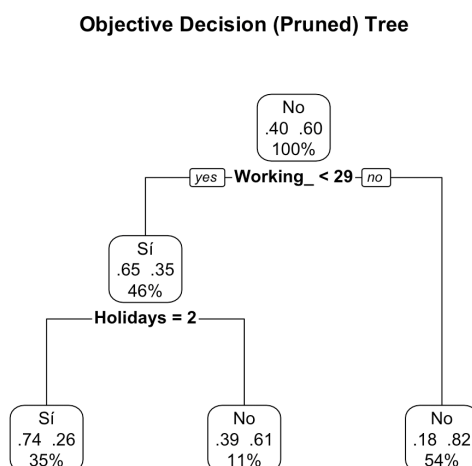 Objective Decision (Pruned) Tree
No
.40 .60
100%
yes Working_ < 29 no
Sí
.65 .35
46%
Holidays = 2
Sí
.74 .26
35%
No
.39 .61
11%
No
.18 .82
54%